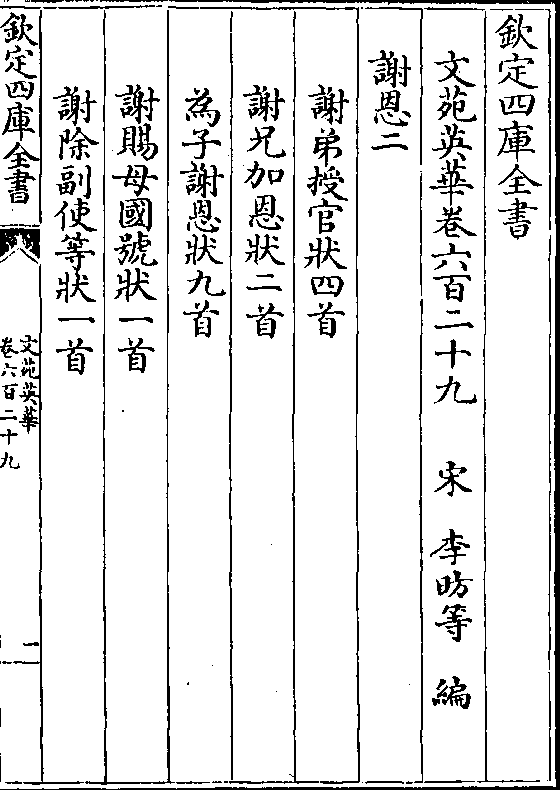 欽定四庫全書
文苑英華卷六百二十九 宋 李昉等 編
謝恩二
謝弟授官狀四首
謝兄加恩狀二首
為子謝恩狀九首
謝賜母國號狀一首
謝除副使等狀一首
欽定四庫全書
文苑英華
卷六百二十九
一